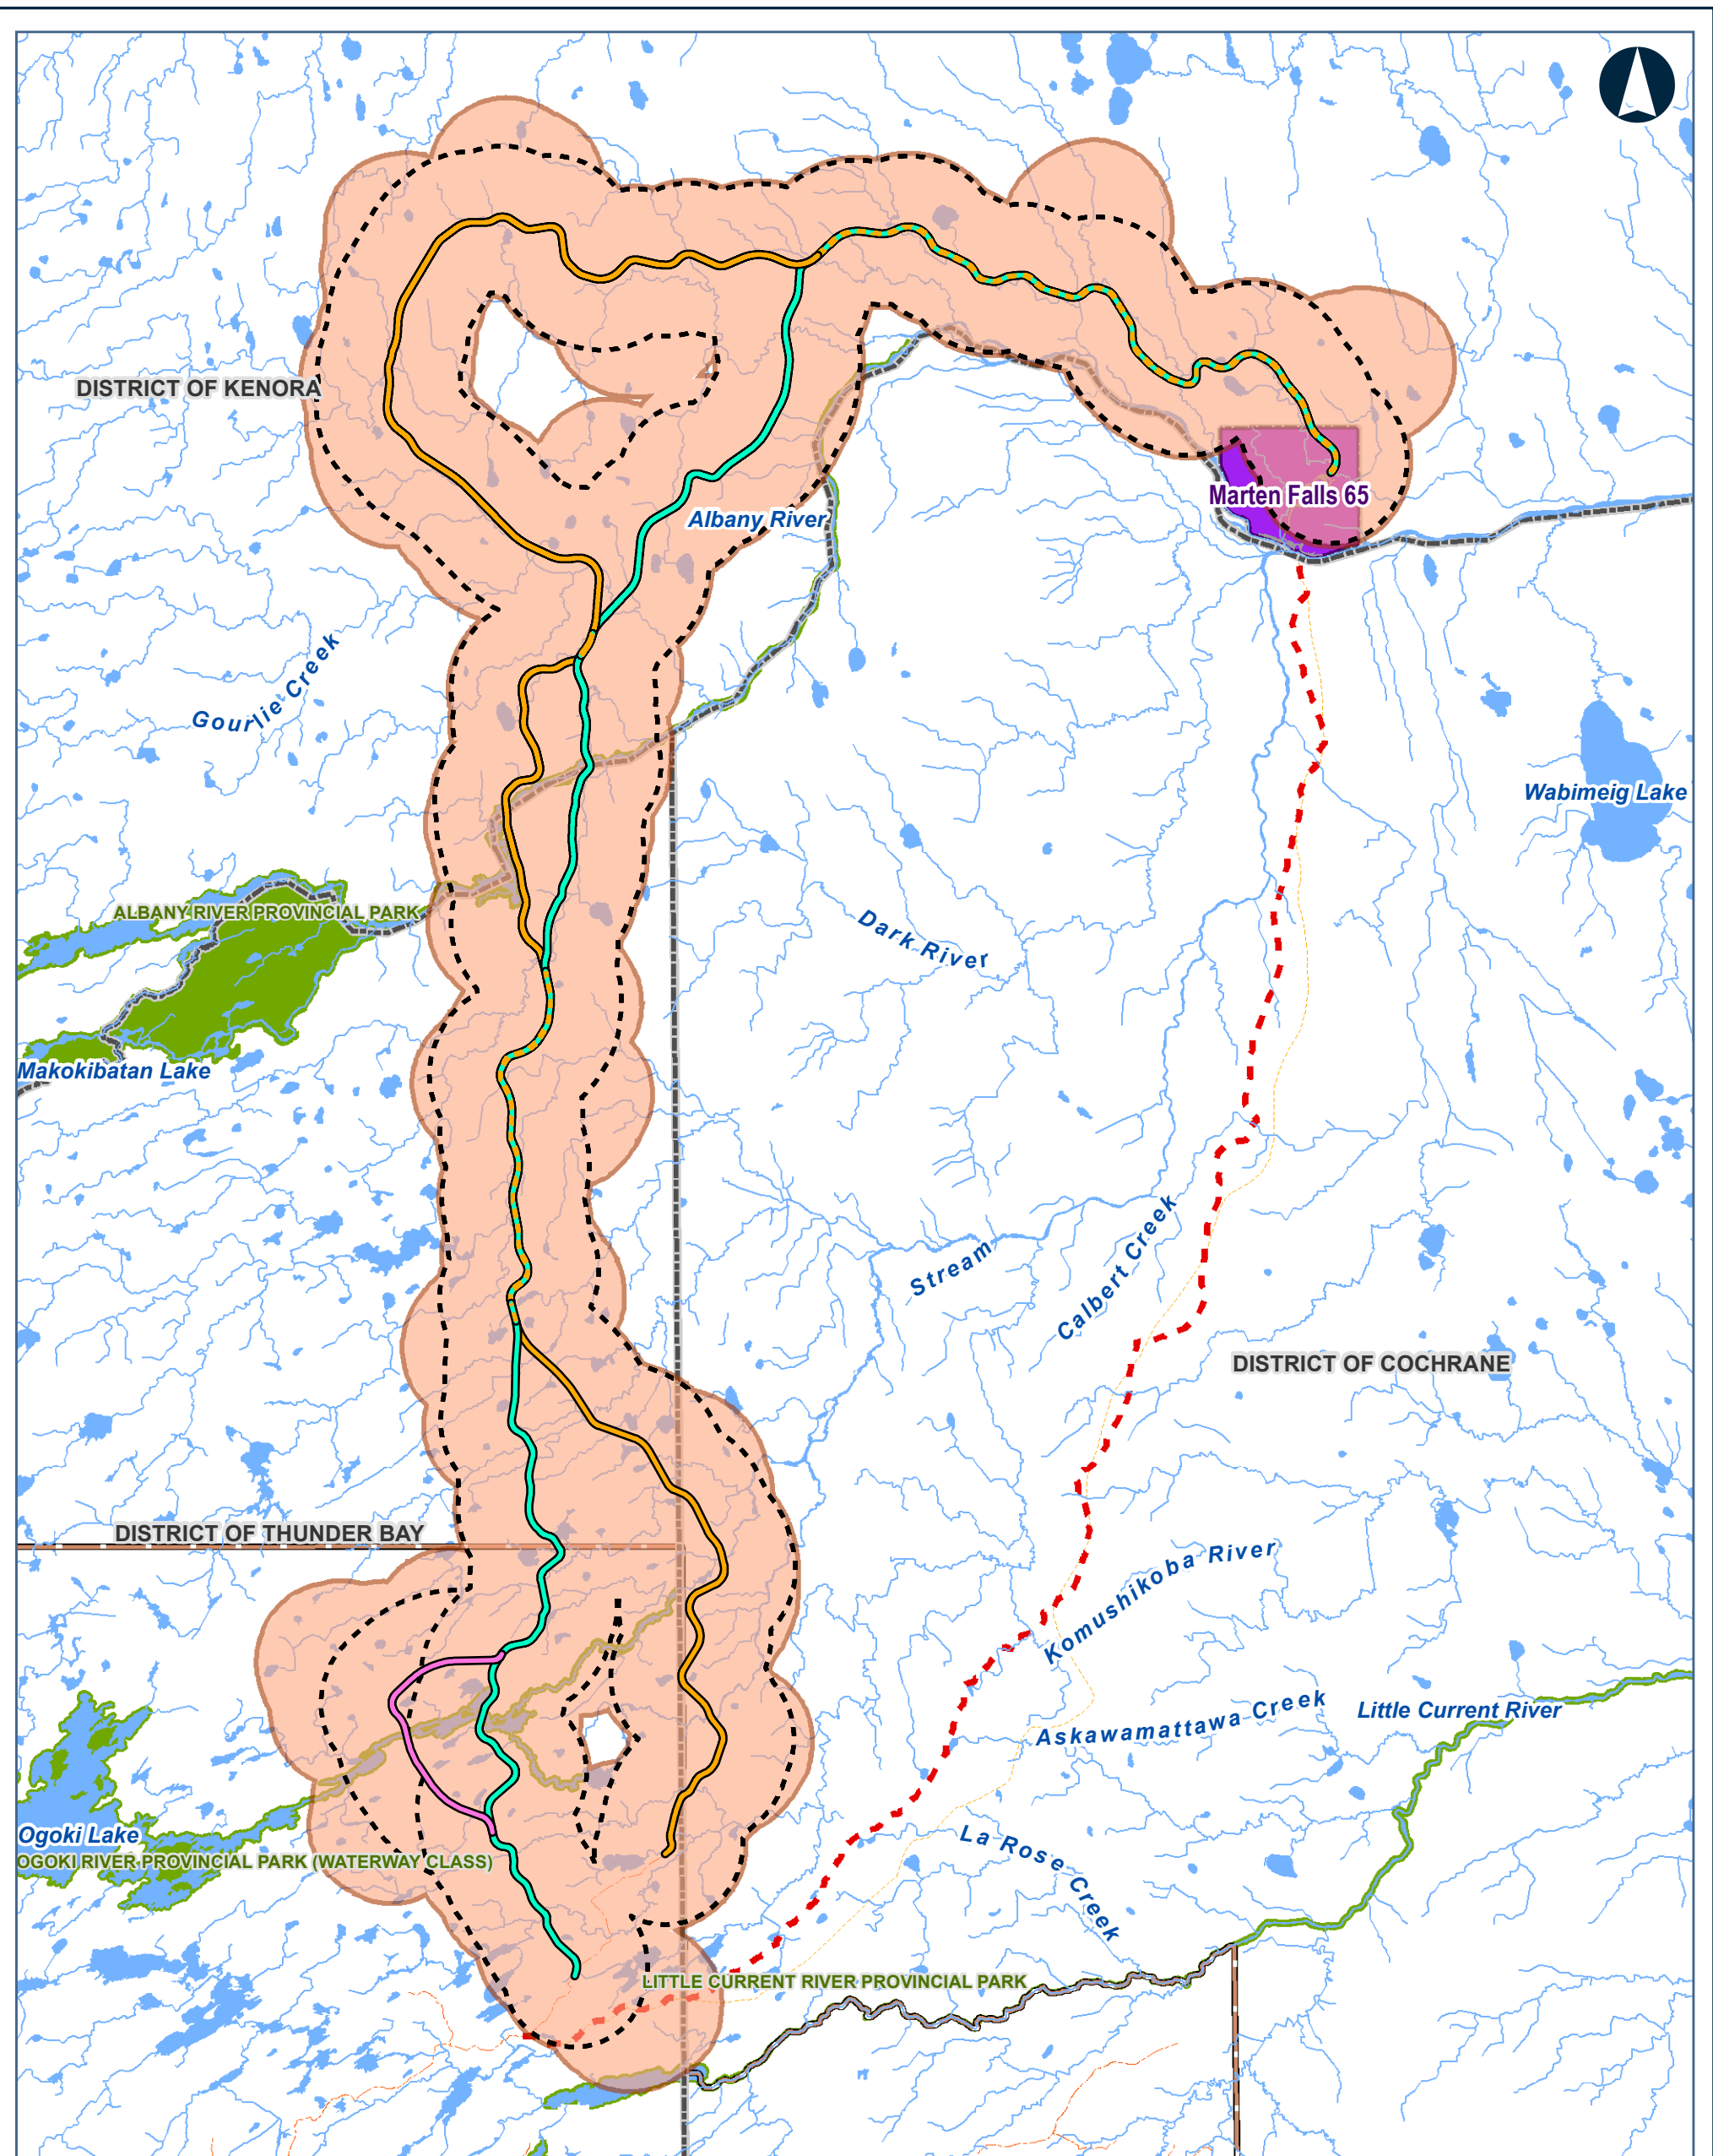 DISTRICT OF KENORA
Marten Falls 65
Albany River
Gourlie Creek
Wabimeig Lake
ALBANY RIVER PROVINCIAL PARK
Dark River
Makokibatan Lake
Stream
Calbert Creek
DISTRICT OF COCHRANE
DISTRICT OF THUNDER BAY
Komushikoba River
Askawamattawa Creek
Little Current River
Ogoki Lake
La Rose Creek
OGOKI RIVER PROVINCIAL PARK (WATERWAY CLASS)
LITTLE CURRENT RIVER PROVINCIAL PARK